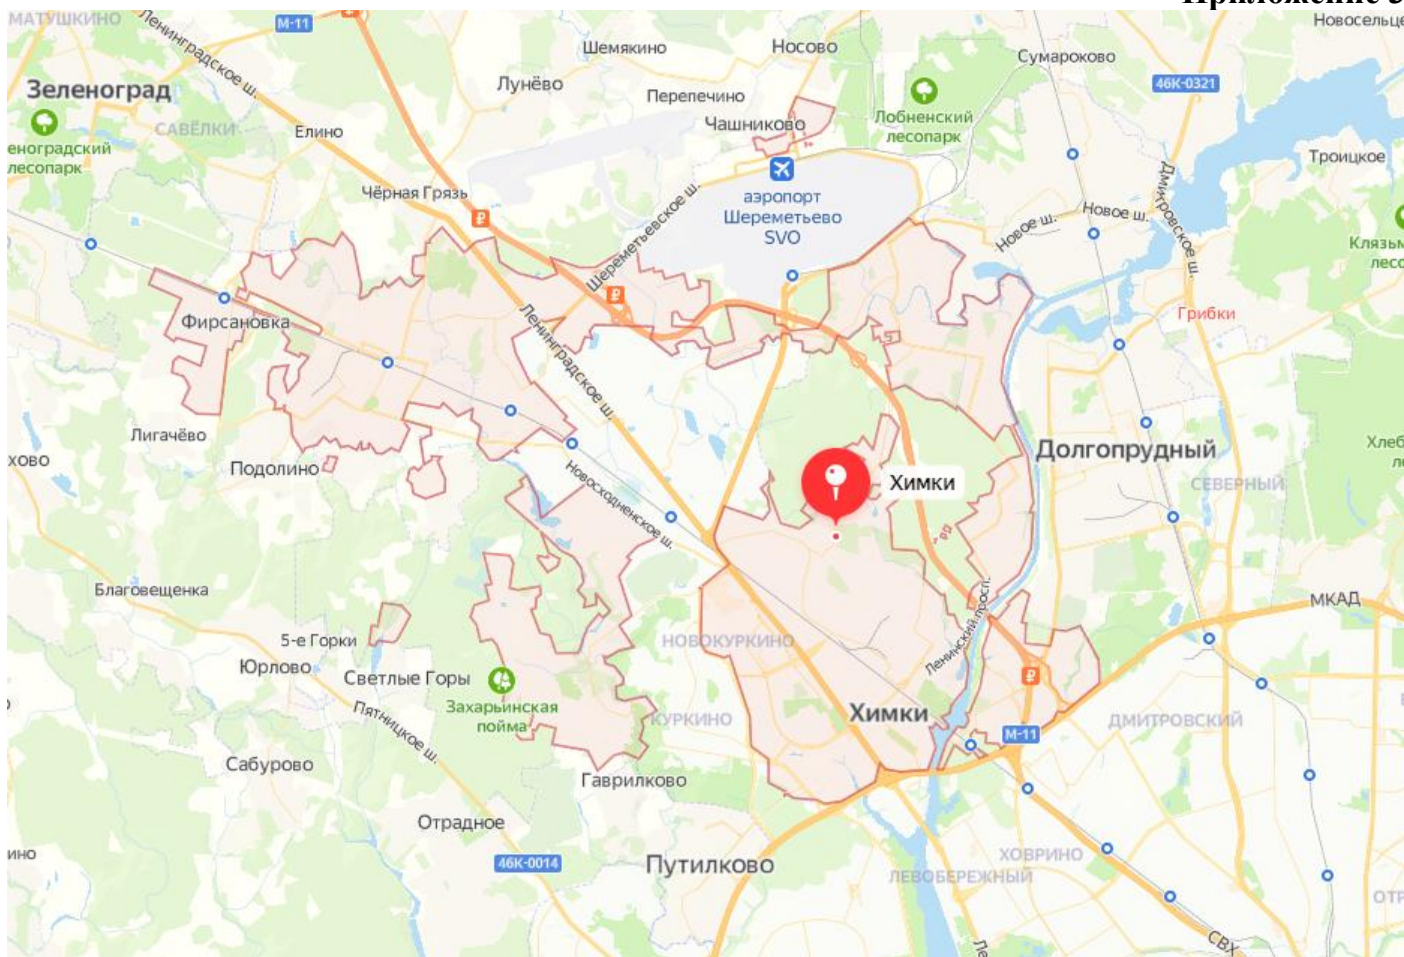 Приложение 3
МАТУШКИНО
Ленинградское ш.
М-11
₽
Шемякино
Носово
Новосельце
Сумароково
Зеленоград
Лунёво
Перепечино
46К-0321
Лобненский
лесопарк
САВЁЛКИ
Елино
Чашниково
еноградский
лесопарк
Троицкое
Чёрная Грязь
аэропорт
Шереметьево
SVO
₽
Шереметьевское ш.
Новое ш.
Новое ш.
Дмитровское ш.
Клязьм
лесо
₽
Фирсановка
Ленинградское ш.
Грибки
Лигачёво
Долгопрудный
Хлеб
ле
хово
Подолино
Новосходненское ш.
Химки
СЕВЕРНЫЙ
Благовещенка
МКАД
5-е Горки
НОВОКУРКИНО
Ленинский просп.
Юрлово
Светлые Горы
₽
Захарьинская
пойма
Пятницкое ш.
КУРКИНО
Химки
ДМИТРОВСКИЙ
М-11
Сабурово
Гаврилково
Отрадное
ино
46К-0014
Путилково
ХОВРИНО
ЛЕВОБЕРЕЖНЫЙ
ОТР
СВХ
Ле